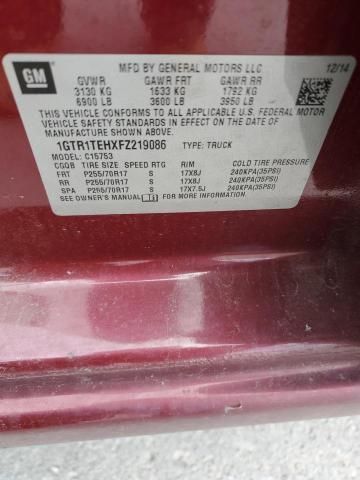 GM MFD BY GENERAL MOTORS LLC 12/14
GVWR GAWR FRT GAWR RR
3130 KG 1633 KG 1792 KG
6900 LB 3600 LB 3950 LB
THIS VEHICLE CONFORMS TO ALL APPLICABLE U.S. FEDERAL MOTOR
VEHICLE SAFETY STANDARDS IN EFFECT ON THE DATE OF
MANUFACTURE SHOWN ABOVE.
1GTR1TEHXFZ219086 TYPE: TRUCK
MODEL: C15753
CGQB TIRE SIZE SPEED RTG RIM COLD TIRE PRESSURE
FRT P255/70R17 S 17X8J 240KPA(35PSI)
RR P255/70R17 S 17X8J 240KPA(35PSI)
SPA P255/70R17 S 17X7.5J 240KPA(35PSI)
SEE OWNER'S MANUAL FOR MORE INFORMATION.